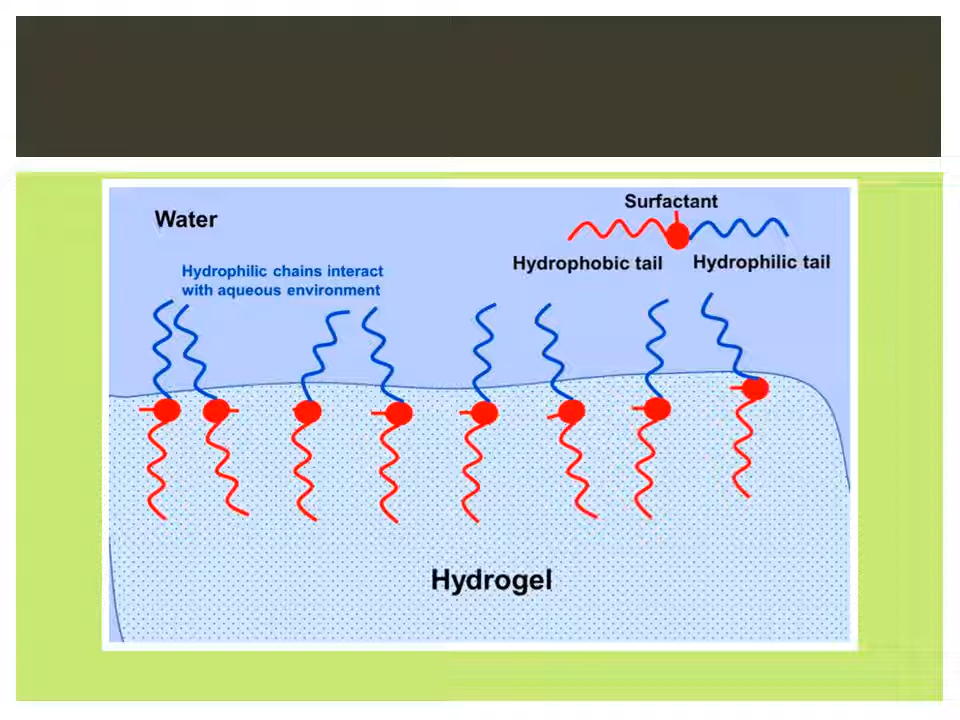 Water
Surfactant
Hydrophobic tail
Hydrophilic tail
Hydrophilic chains interact
with aqueous environment
Hydrogel